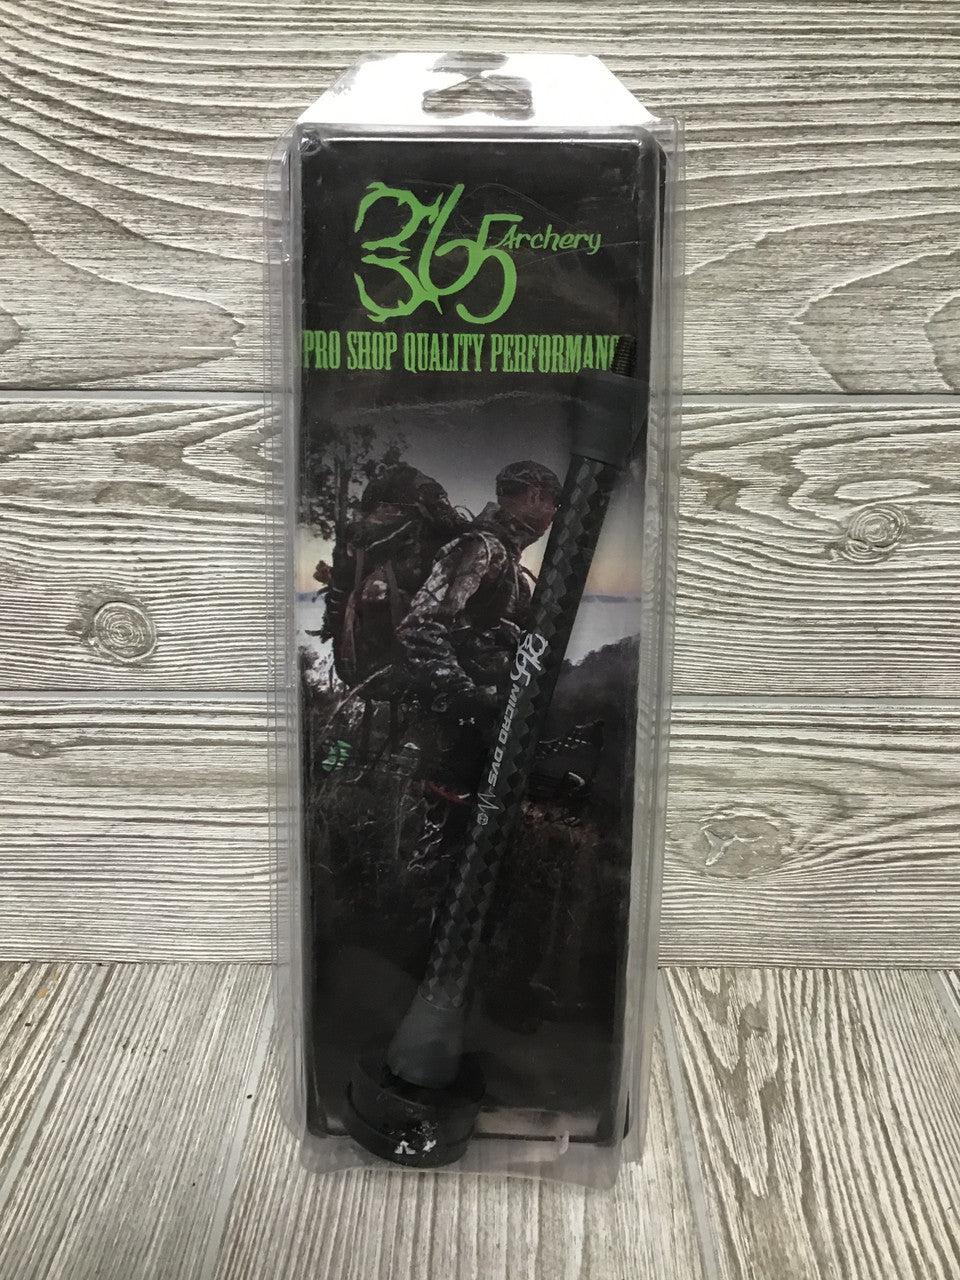 365 Archery
PRO SHOP QUALITY PERFORMANC
365 MICRO DVS